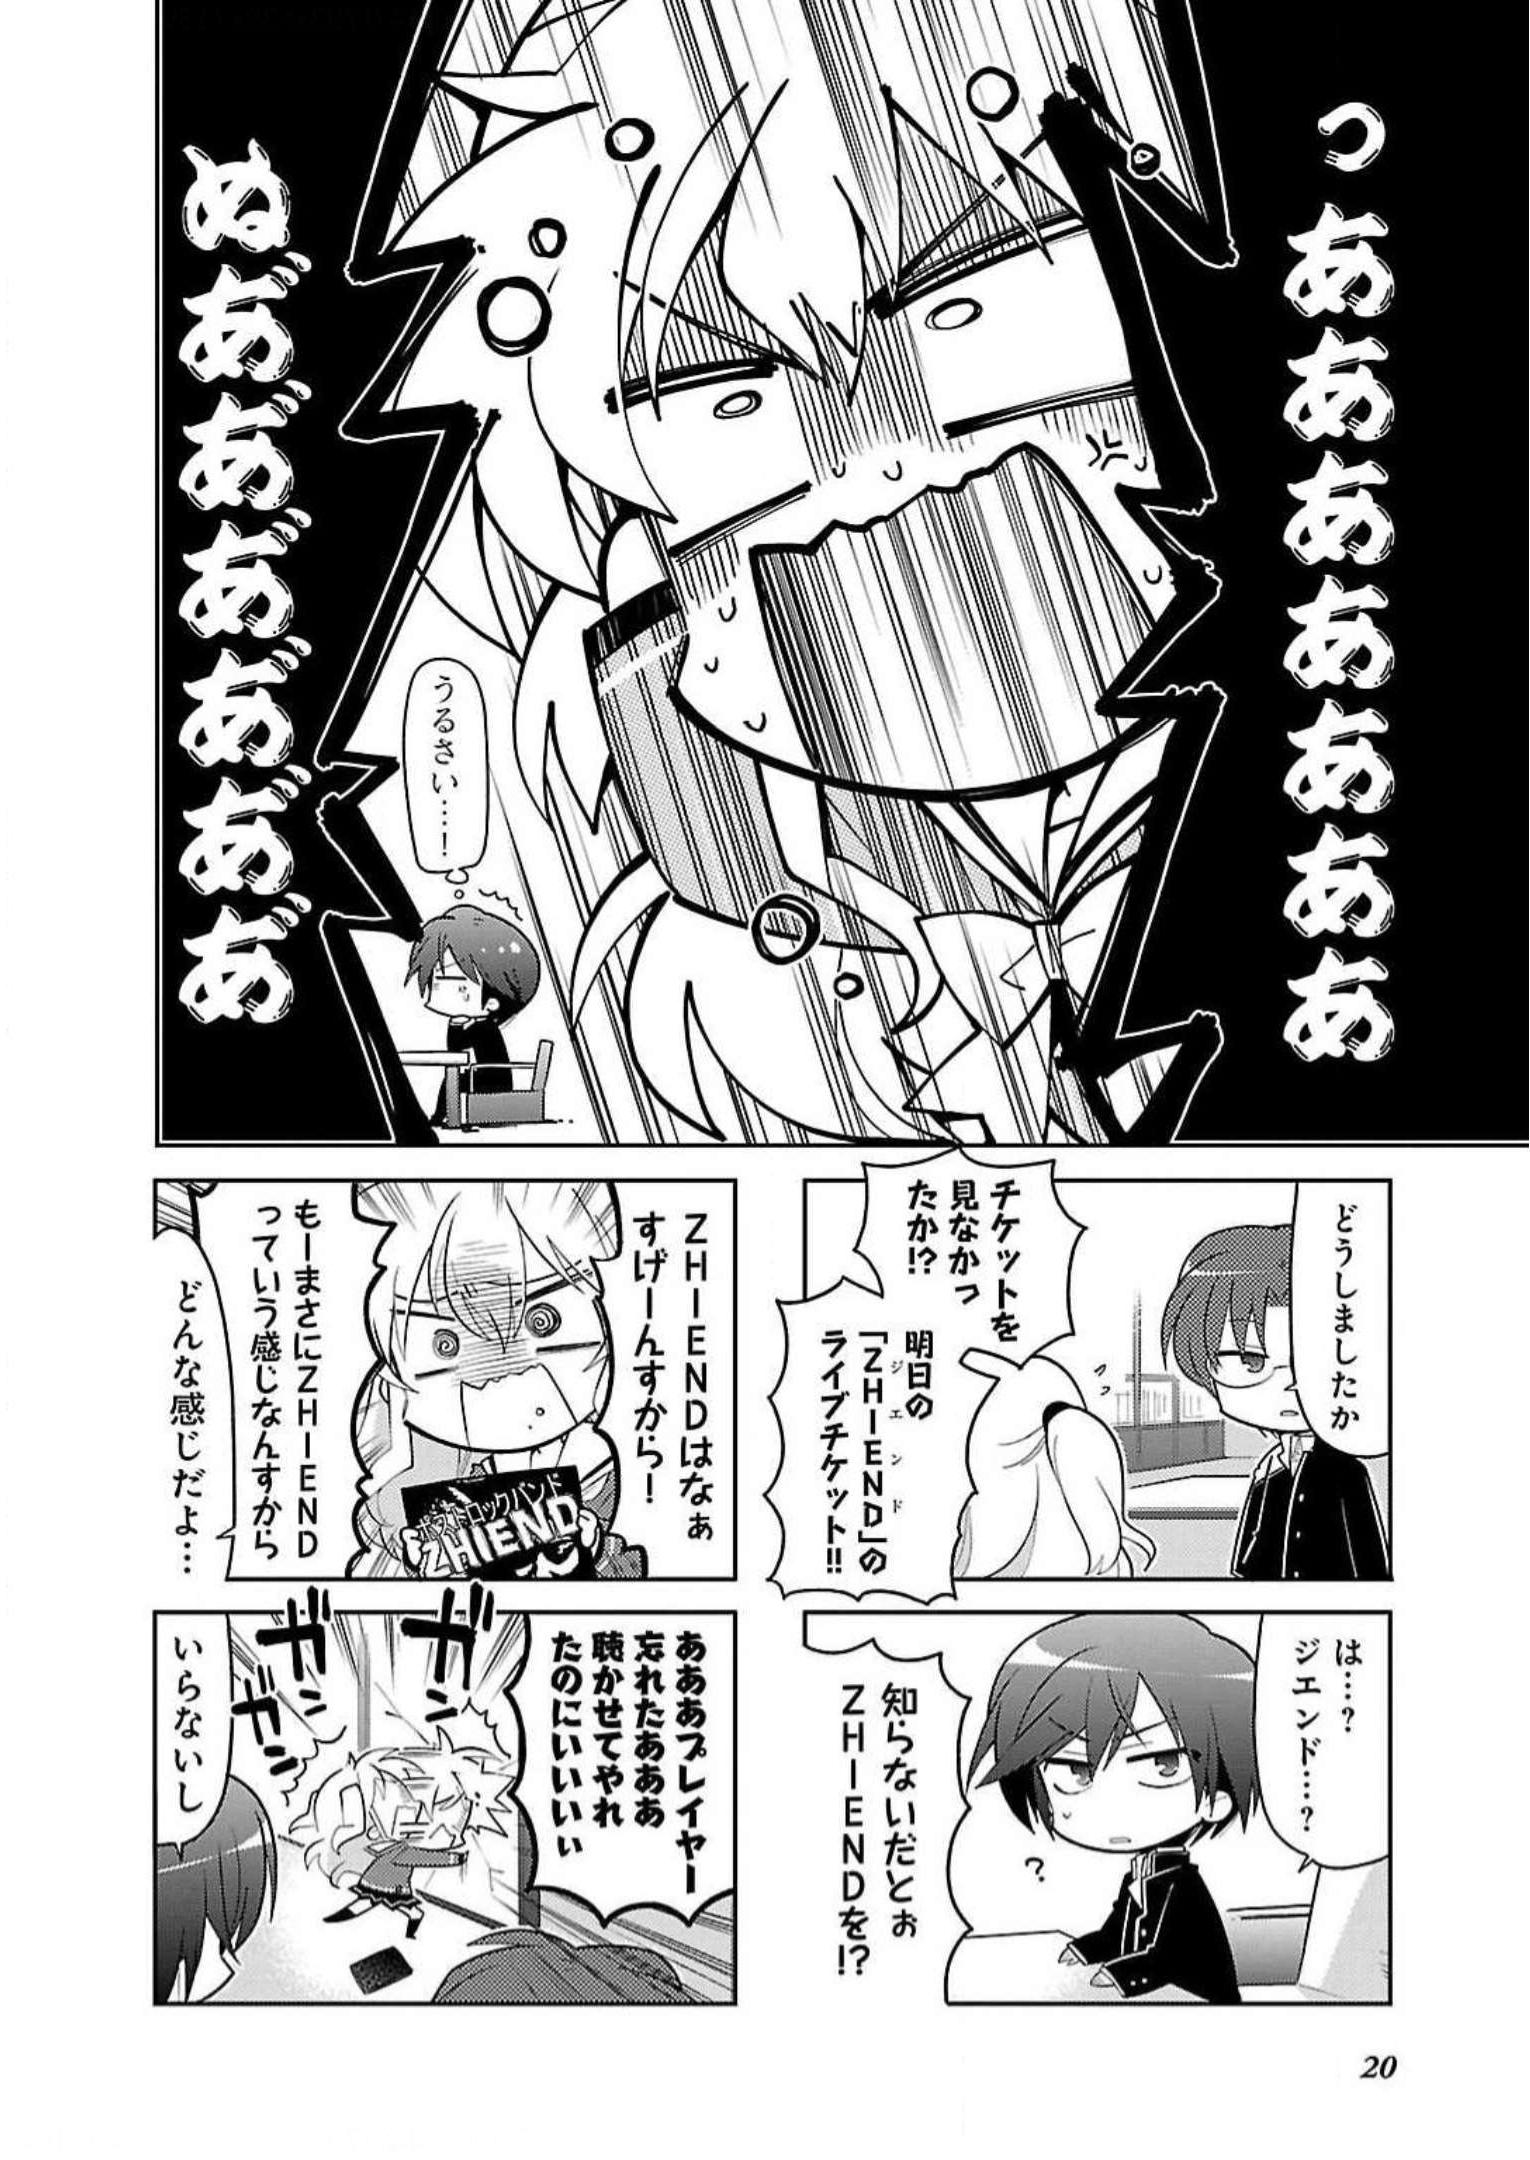 っあああああああ
ぬ゛あ゛あ゛あ゛あ゛あ゛あ゛
うるさい…！
どうしましたか
チケットを
見なかっ
たか!?
明日の
「ZHIEND」の
ジエンド
ライブチケット!!
は…？
ジエンド…？
？
知らないだとぉ
ZHIENDを!?
ZHIENDはなぁ
すげーんすから！
ポストロックバンド
ZHIEND
もーまさにZHIEND
っていう感じなんすから
どんな感じだよ…
あああプレイヤー
忘れたあああ
聴かせてやれ
たのにいいいぃ
ガン
ガン
ガン
いらないし
20